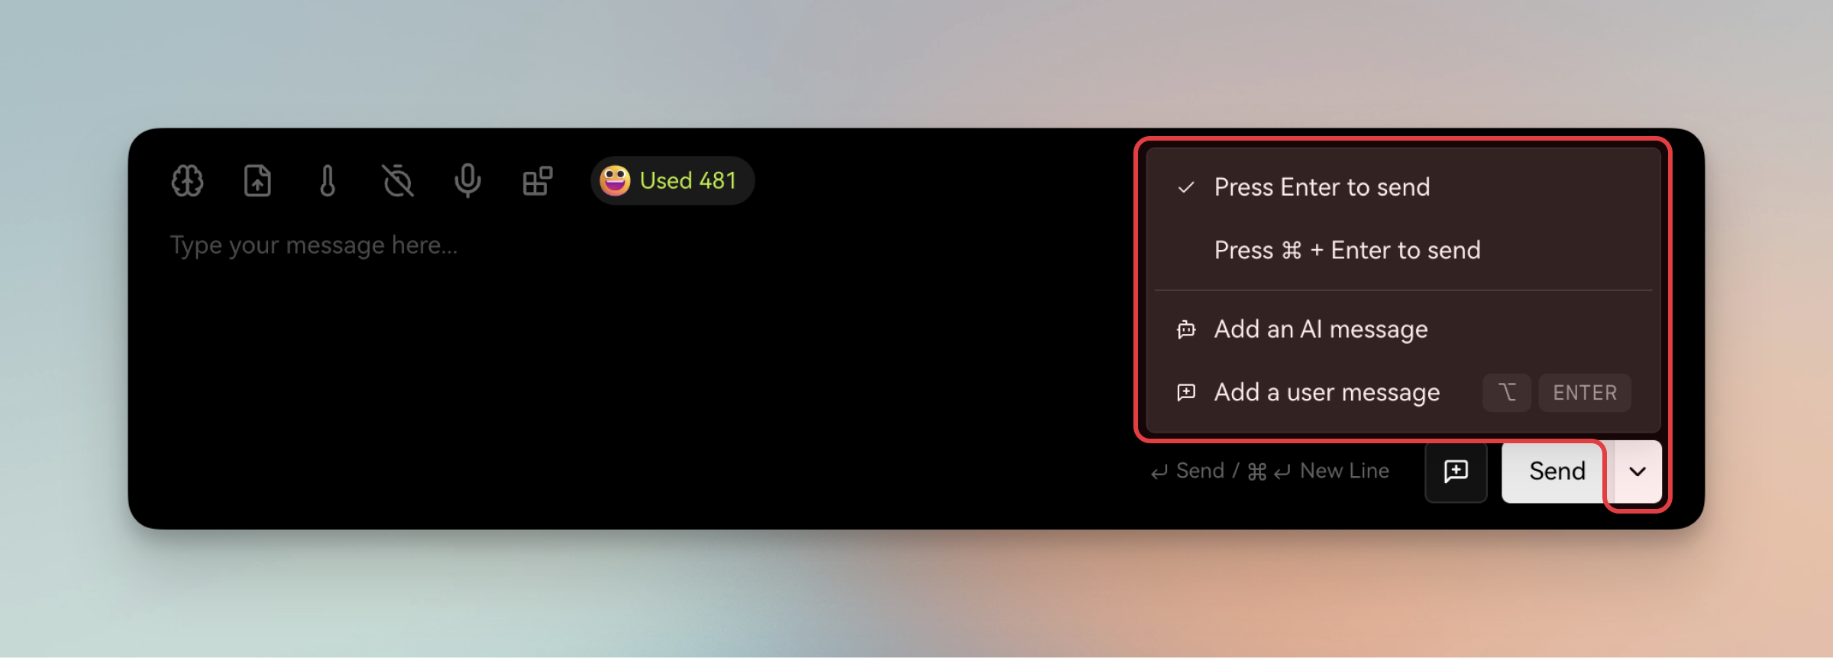 Used 481
Type your message here...
Press Enter to send
Press ⌘ + Enter to send
Add an AI message
Add a user message ⌥ ENTER
↵ Send / ⌘ ↵ New Line
Send